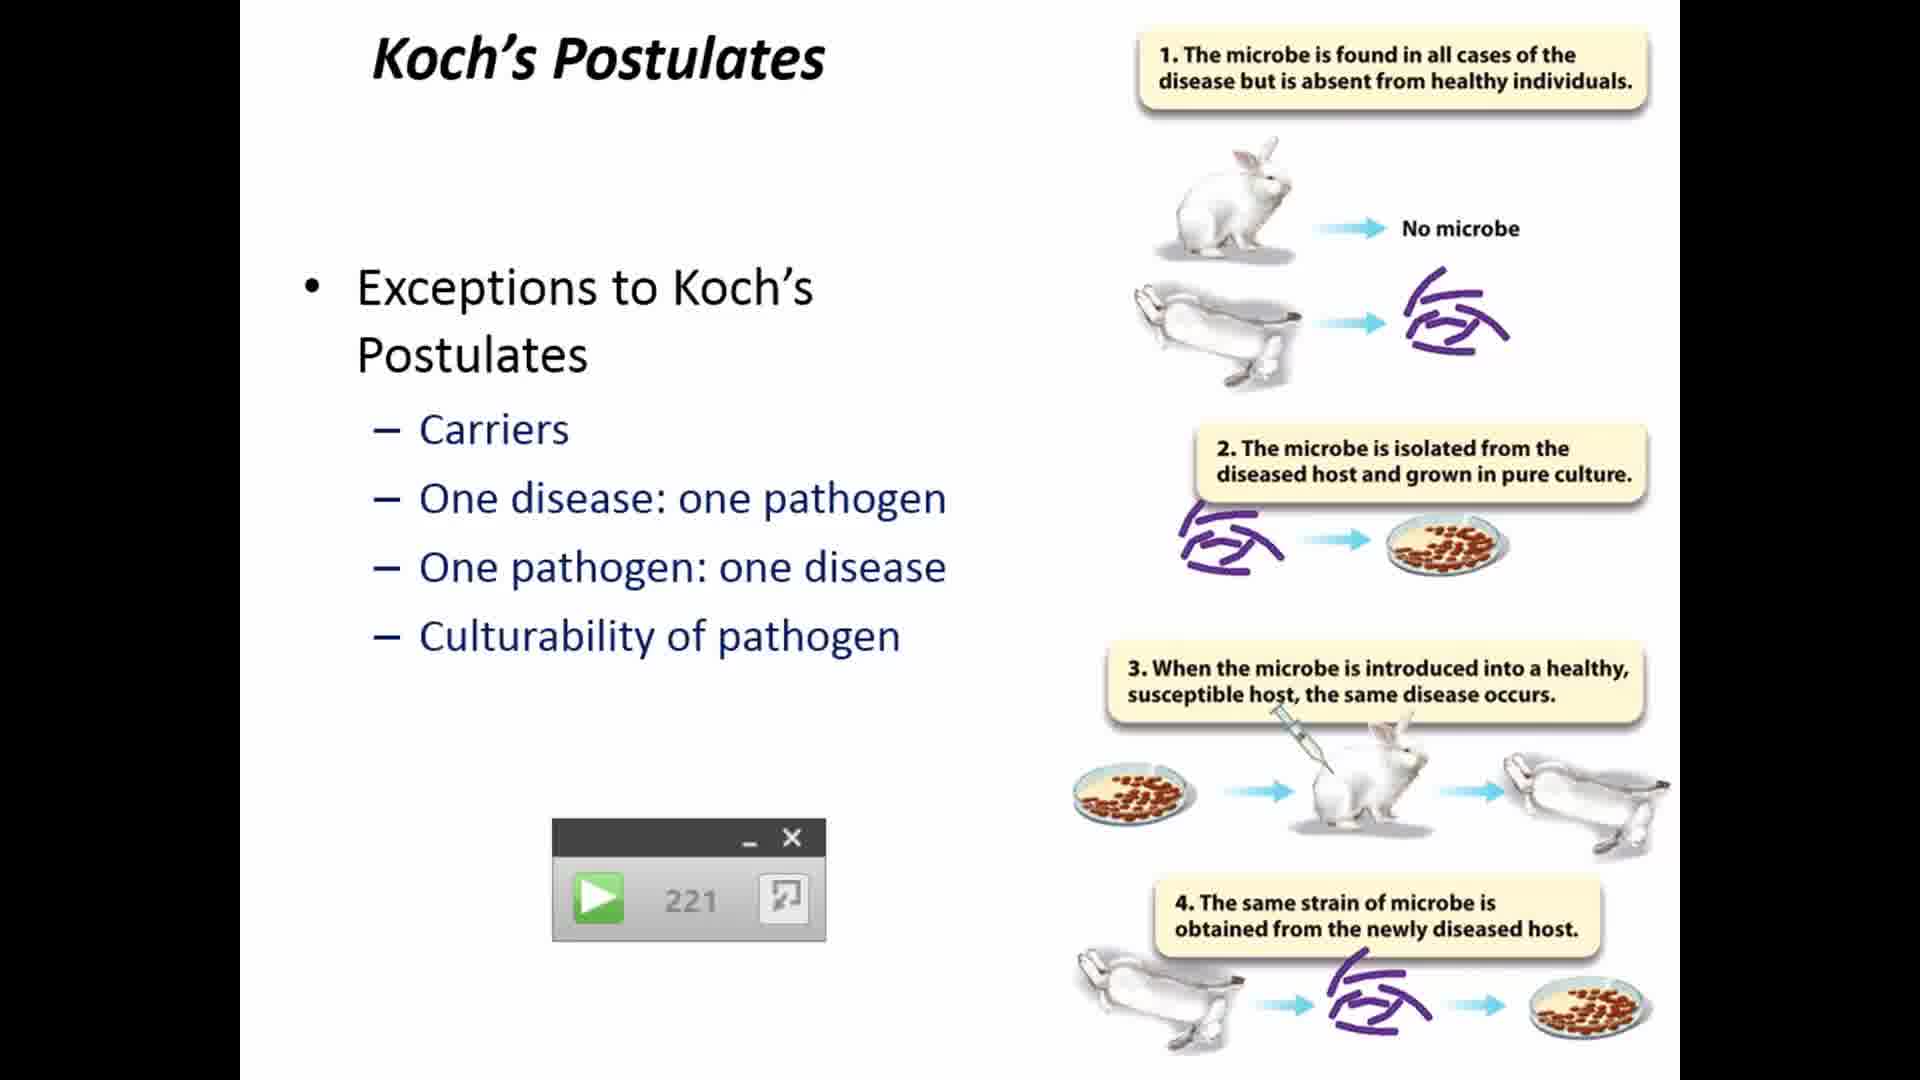 Koch's Postulates
• Exceptions to Koch's
Postulates
– Carriers
– One disease: one pathogen
– One pathogen: one disease
– Culturability of pathogen
221
1. The microbe is found in all cases of the
disease but is absent from healthy individuals.
No microbe
2. The microbe is isolated from the
diseased host and grown in pure culture.
3. When the microbe is introduced into a healthy,
susceptible host, the same disease occurs.
4. The same strain of microbe is
obtained from the newly diseased host.